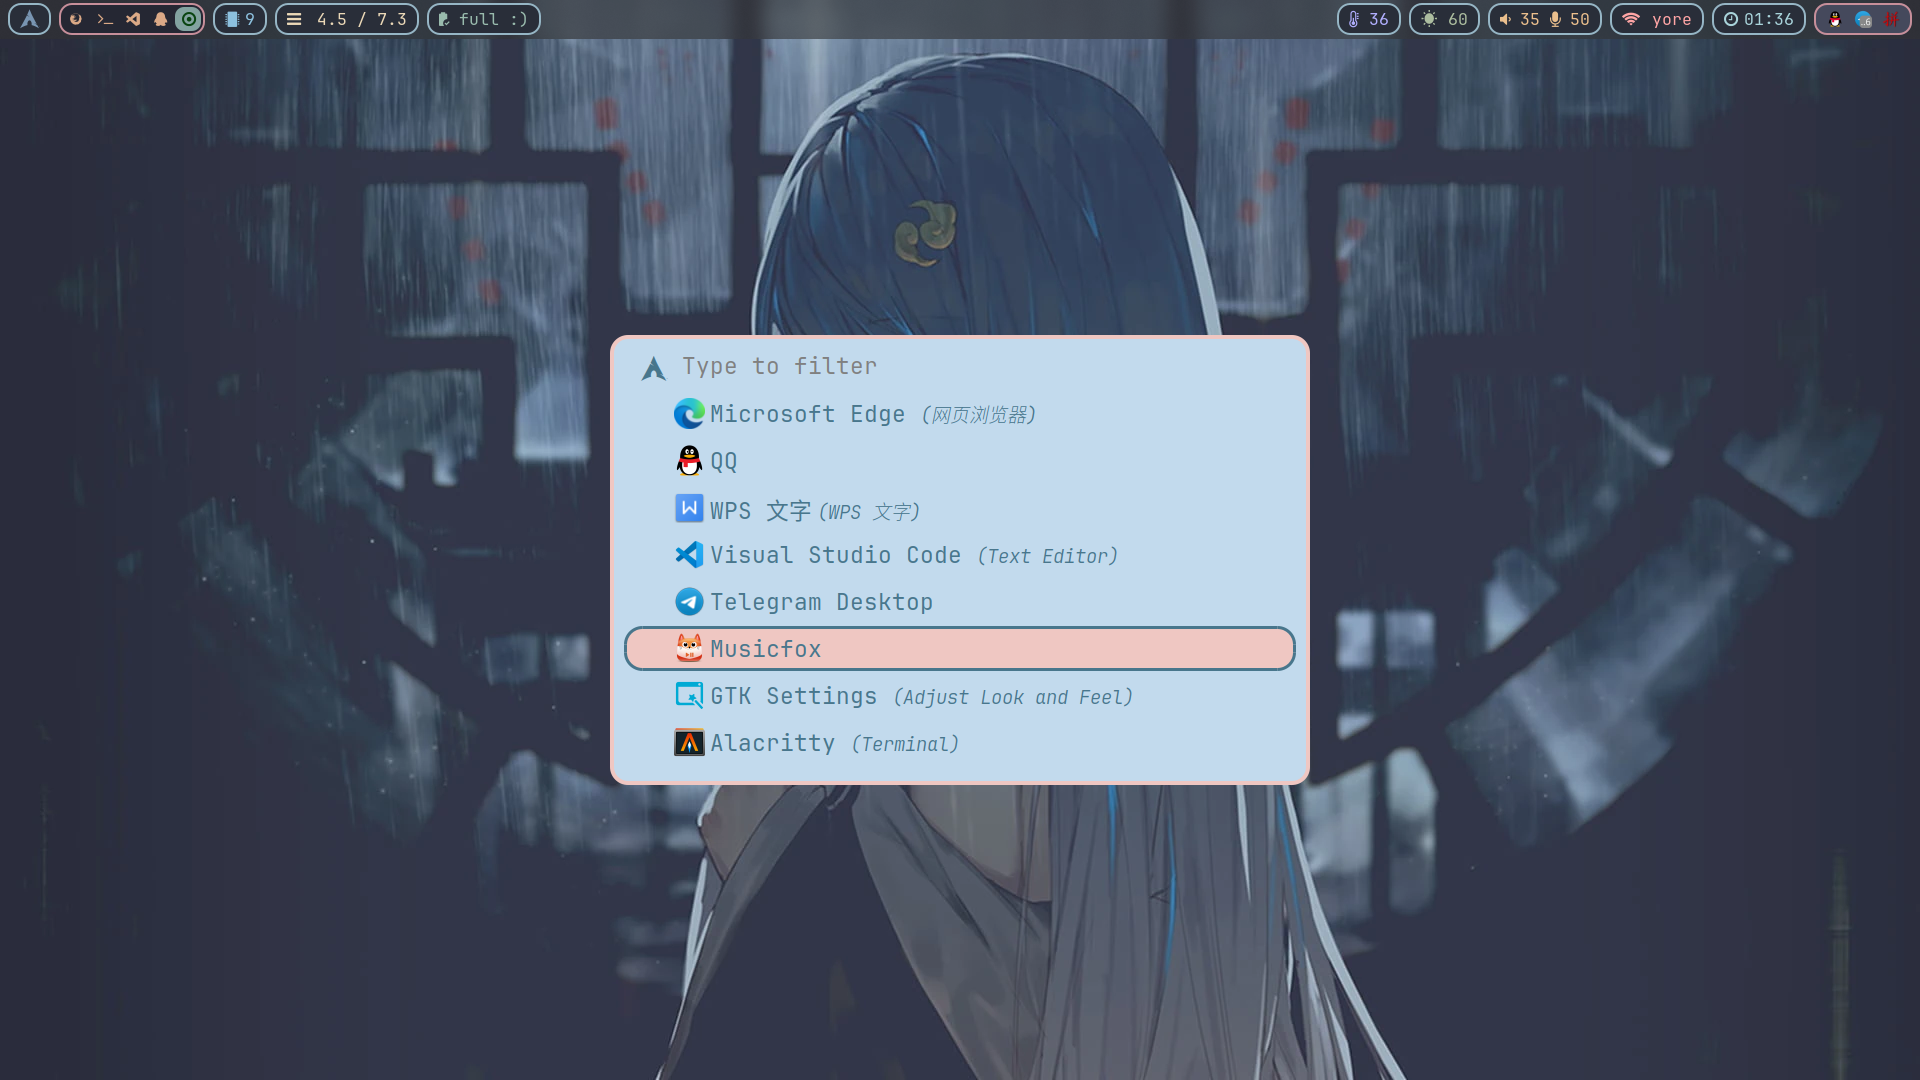 9
4.5 / 7.3
full :)
36
60
35 50
yore
01:36
拼
Type to filter
Microsoft Edge (网页浏览器)
QQ
WPS 文字 (WPS 文字)
Visual Studio Code (Text Editor)
Telegram Desktop
Musicfox
GTK Settings (Adjust Look and Feel)
Alacritty (Terminal)